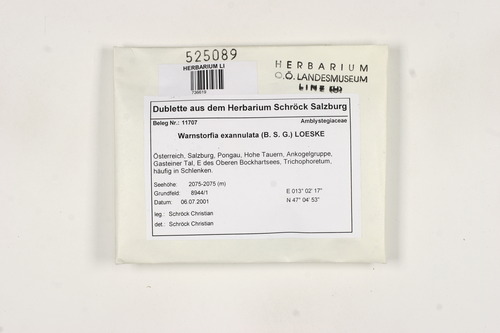 525089
HERBARIUM LI
HERBARIUM
O.Ö. LANDESMUSEUM
LINZ
Dublette aus dem Herbarium Schröck Salzburg
Beleg Nr.: 11707 Amblystegiaceae
Warnstorfia exannulata (B. S. G.) LOESKE
Österreich, Salzburg, Pongau, Hohe Tauern, Ankogelgruppe,
Gasteiner Tal, E des Oberen Bockhartsees, Trichophoretum,
häufig in Schlenken.
Seehöhe: 2075-2075 (m) E 013° 02' 17"
Grundfeld: 8944/1 N 47° 04' 53"
Datum: 06.07.2001
leg.: Schröck Christian
det.: Schröck Christian